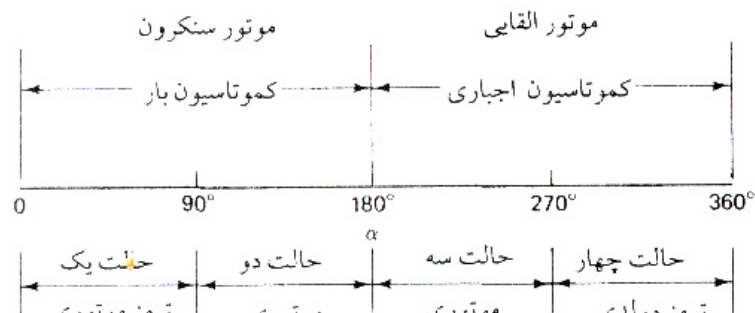 موتور سنکرون موتور القایی
کموتاسیون بار کموتاسیون اجباری
0 90° 180° 270° 360°
α
حالت یک حالت دو حالت سه حالت چهار